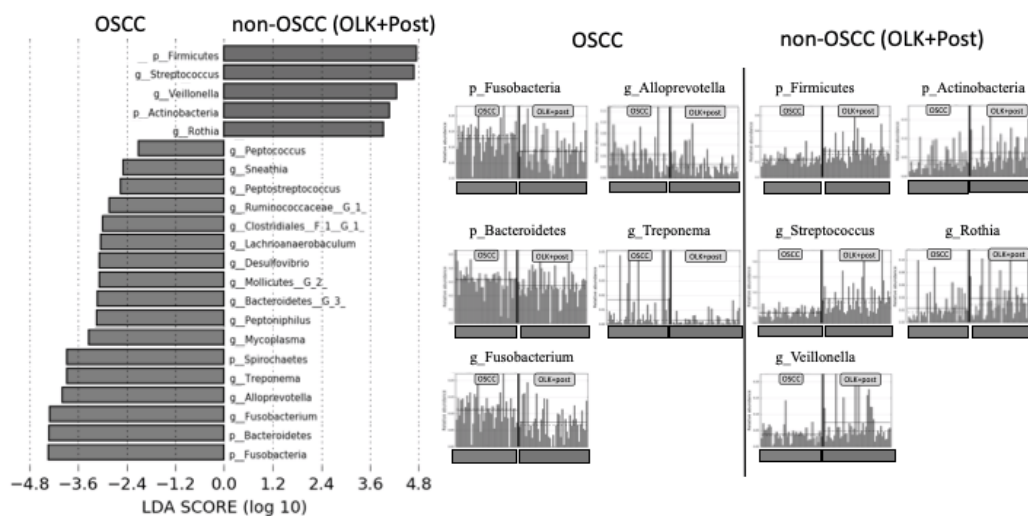 OSCC non-OSCC (OLK+Post)
p__Firmicutes
g__Streptococcus
g__Veillonella
p__Actinobacteria
g__Rothia
g__Peptococcus
g__Sneathia
g__Peptostreptococcus
g__Ruminococcaceae__G_1_
g__Clostridiales__F_1__G_1_
g__Lachnoanaerobaculum
g__Desulfovibrio
g__Mollicutes__G_2_
g__Bacteroidetes__G_3_
g__Peptoniphilus
g__Mycoplasma
p__Spirochaetes
g__Treponema
g__Alloprevotella
g__Fusobacterium
p__Bacteroidetes
p__Fusobacteria
−4.8 −3.6 −2.4 −1.2 0.0 1.2 2.4 3.6 4.8
LDA SCORE (log 10)
OSCC non-OSCC (OLK+Post)
p_Fusobacteria g_Alloprevotella p_Firmicutes p_Actinobacteria
OSCC OLK+post OSCC OLK+post OSCC OLK+post OSCC OLK+post
p_Bacteroidetes g_Treponema g_Streptococcus g_Rothia
OSCC OLK+post OSCC OLK+post OSCC OLK+post OSCC OLK+post
g_Fusobacterium g_Veillonella
OSCC OLK+post OSCC OLK+post